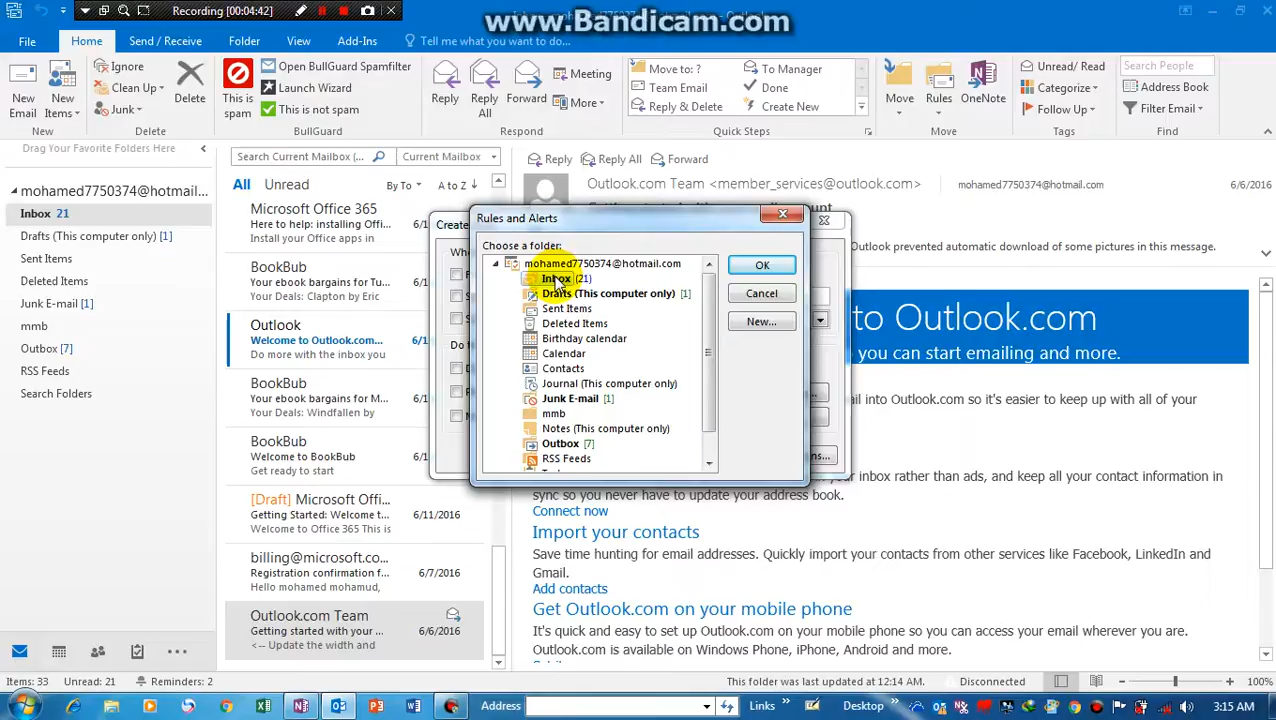 Recording [00:04:42]
www.Bandicam.com
File
Home
Send / Receive
Folder
View
Add-Ins
Tell me what you want to do...
New
Email
New
Items
New
Ignore
Clean Up
Junk
Delete
Delete
This is
spam
Open BullGuard Spamfilter
Launch Wizard
This is not spam
BullGuard
Reply
Reply
All
Forward
Meeting
More
Respond
Move to: ?
Team Email
Reply & Delete
To Manager
Done
Create New
Quick Steps
Move
Rules
OneNote
Move
Unread/ Read
Categorize
Follow Up
Tags
Search People
Address Book
Filter Email
Find
Drag Your Favorite Folders Here
mohamed7750374@hotmail....
Inbox 21
Drafts (This computer only) [1]
Sent Items
Deleted Items
Junk E-mail [1]
mmb
Outbox [7]
RSS Feeds
Search Folders
Search Current Mailbox (...
Current Mailbox
All Unread
By To
A to Z
Microsoft Office 365
Here to help: installing Offi...
Install your Office apps in
BookBub
Your eBook bargains for Tu...
Your Deals: Clapton by Eric
Outlook
Welcome to Outlook.com...
Do more with the inbox you
BookBub
Your eBook bargains for M...
Your Deals: Windfallen by
BookBub
Welcome to BookBub
Get ready to start
[Draft] Microsoft Offi...
Getting Started: Welcome t... 6/11/2016
Welcome to Office 365 This is
billing@microsoft.co...
Registration confirmation f... 6/7/2016
Hello mohamed mohamud,
Outlook.com Team
Getting started with your ... 6/6/2016
<-- Update the width and
Reply Reply All Forward
Outlook.com Team <member_services@outlook.com>
mohamed7750374@hotmail.com
6/6/2016
Outlook prevented automatic download of some pictures in this message.
Rules and Alerts
Choose a folder:
mohamed7750374@hotmail.com
Inbox (21)
Drafts (This computer only) [1]
Sent Items
Deleted Items
Birthday calendar
Calendar
Contacts
Journal (This computer only)
Junk E-mail [1]
mmb
Notes (This computer only)
Outbox [7]
RSS Feeds
OK
Cancel
New...
to Outlook.com
you can start emailing and more.
mail into Outlook.com so it's easier to keep up with all of your
your inbox rather than ads, and keep all your contact information in
sync so you never have to update your address book.
Connect now
Import your contacts
Save time hunting for email addresses. Quickly import your contacts from other services like Facebook, LinkedIn and
Gmail.
Add contacts
Get Outlook.com on your mobile phone
It's quick and easy to set up Outlook.com on your mobile phone so you can access your email wherever you are.
Outlook.com is available on Windows Phone, iPhone, Android and more.
Items: 33 Unread: 21 Reminders: 2
This folder was last updated at 12:14 AM.
Disconnected
100%
Address
Links
Desktop
3:15 AM